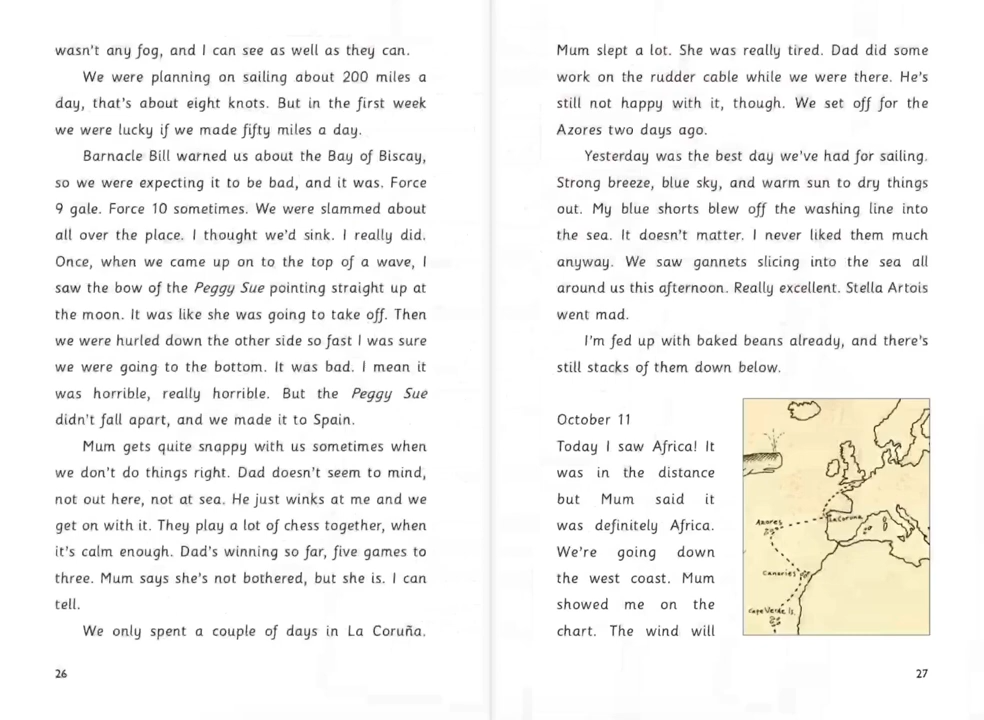 wasn't any fog, and I can see as well as they can.
We were planning on sailing about 200 miles a
day, that's about eight knots. But in the first week
we were lucky if we made fifty miles a day.
Barnacle Bill warned us about the Bay of Biscay,
so we were expecting it to be bad, and it was. Force
9 gale. Force 10 sometimes. We were slammed about
all over the place. I thought we'd sink. I really did.
Once, when we came up on to the top of a wave, I
saw the bow of the Peggy Sue pointing straight up at
the moon. It was like she was going to take off. Then
we were hurled down the other side so fast I was sure
we were going to the bottom. It was bad. I mean it
was horrible, really horrible. But the Peggy Sue
didn't fall apart, and we made it to Spain.
Mum gets quite snappy with us sometimes when
we don't do things right. Dad doesn't seem to mind,
not out here, not at sea. He just winks at me and we
get on with it. They play a lot of chess together, when
it's calm enough. Dad's winning so far, five games to
three. Mum says she's not bothered, but she is. I can
tell.
We only spent a couple of days in La Coruña.
26
Mum slept a lot. She was really tired. Dad did some
work on the rudder cable while we were there. He's
still not happy with it, though. We set off for the
Azores two days ago.
Yesterday was the best day we've had for sailing.
Strong breeze, blue sky, and warm sun to dry things
out. My blue shorts blew off the washing line into
the sea. It doesn't matter. I never liked them much
anyway. We saw gannets slicing into the sea all
around us this afternoon. Really excellent. Stella Artois
went mad.
I'm fed up with baked beans already, and there's
still stacks of them down below.
October 11
Today I saw Africa! It
was in the distance
but Mum said it
was definitely Africa.
We're going down
the west coast. Mum
showed me on the
chart. The wind will
Azores
La Coruna
Canaries
Cape Verde Is.
27